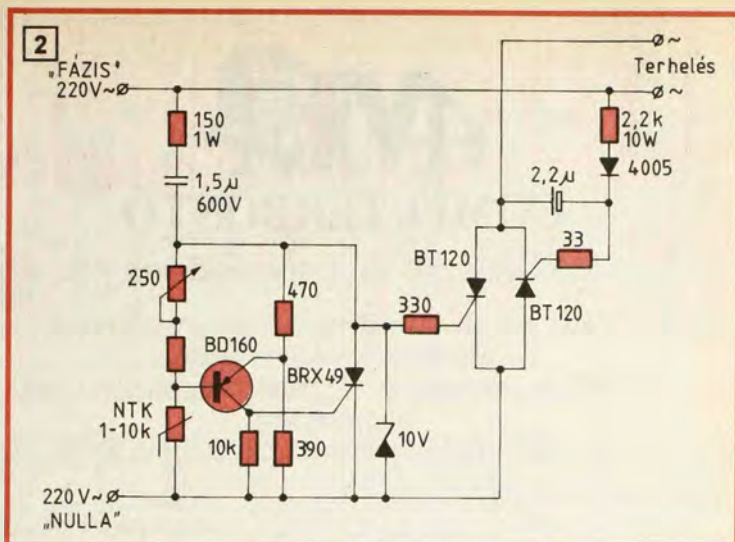 2
„FÁZIS“
220V~
~
Terhelés
~
150
1W
2,2k
10W
4005
1,5µ
600V
2,2µ
250
470
33
BT120
330
BD160
BT120
BRX49
NTK
1-10k
10k
390
10V
220V~
„NULLA”